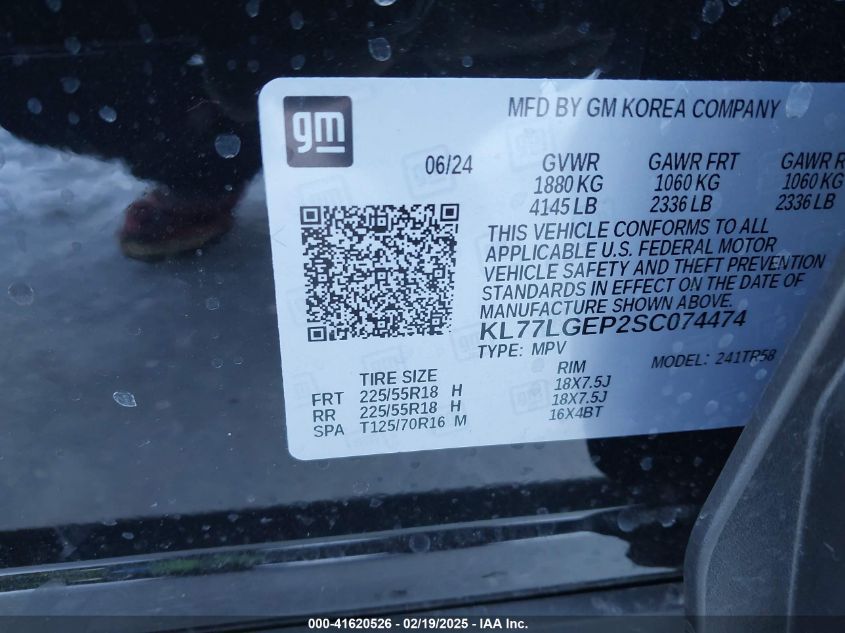 gm
MFD BY GM KOREA COMPANY
06/24 GVWR GAWR FRT GAWR R
1880 KG 1060 KG 1060 KG
4145 LB 2336 LB 2336 LB
THIS VEHICLE CONFORMS TO ALL
APPLICABLE U.S. FEDERAL MOTOR
VEHICLE SAFETY AND THEFT PREVENTION
STANDARDS IN EFFECT ON THE DATE OF
MANUFACTURE SHOWN ABOVE.
KL77LGEP2SC074474
TYPE: MPV MODEL: 241TR58
TIRE SIZE RIM
FRT 225/55R18 H 18X7.5J
RR 225/55R18 H 18X7.5J
SPA T125/70R16 M 16X4BT
000-41620526 - 02/19/2025 - IAA Inc.